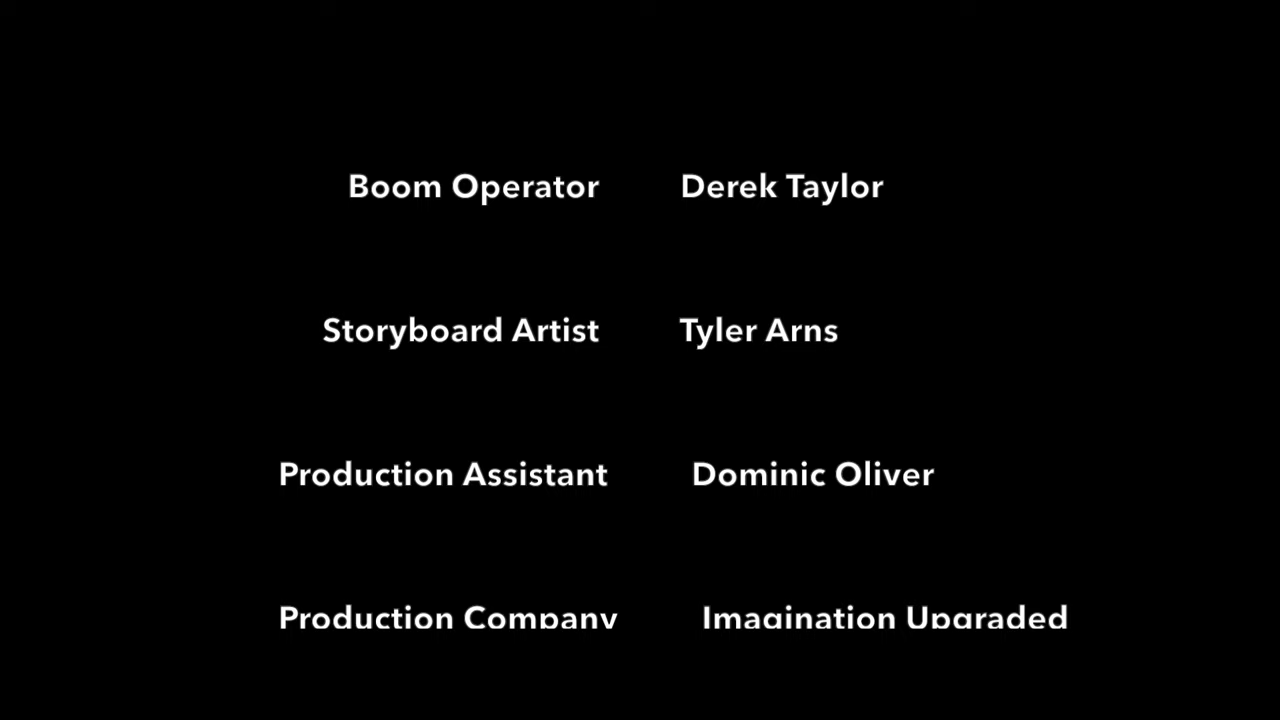 Boom Operator Derek Taylor
Storyboard Artist Tyler Arns
Production Assistant Dominic Oliver
Production Company Imagination Upgraded